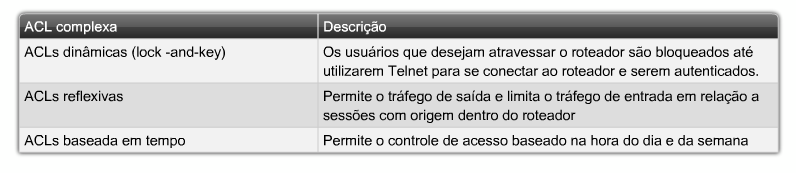 ACL complexa Descrição
ACLs dinâmicas (lock -and-key) Os usuários que desejam atravessar o roteador são bloqueados até
utilizarem Telnet para se conectar ao roteador e serem autenticados.
ACLs reflexivas Permite o tráfego de saída e limita o tráfego de entrada em relação a
sessões com origem dentro do roteador
ACLs baseada em tempo Permite o controle de acesso baseado na hora do dia e da semana